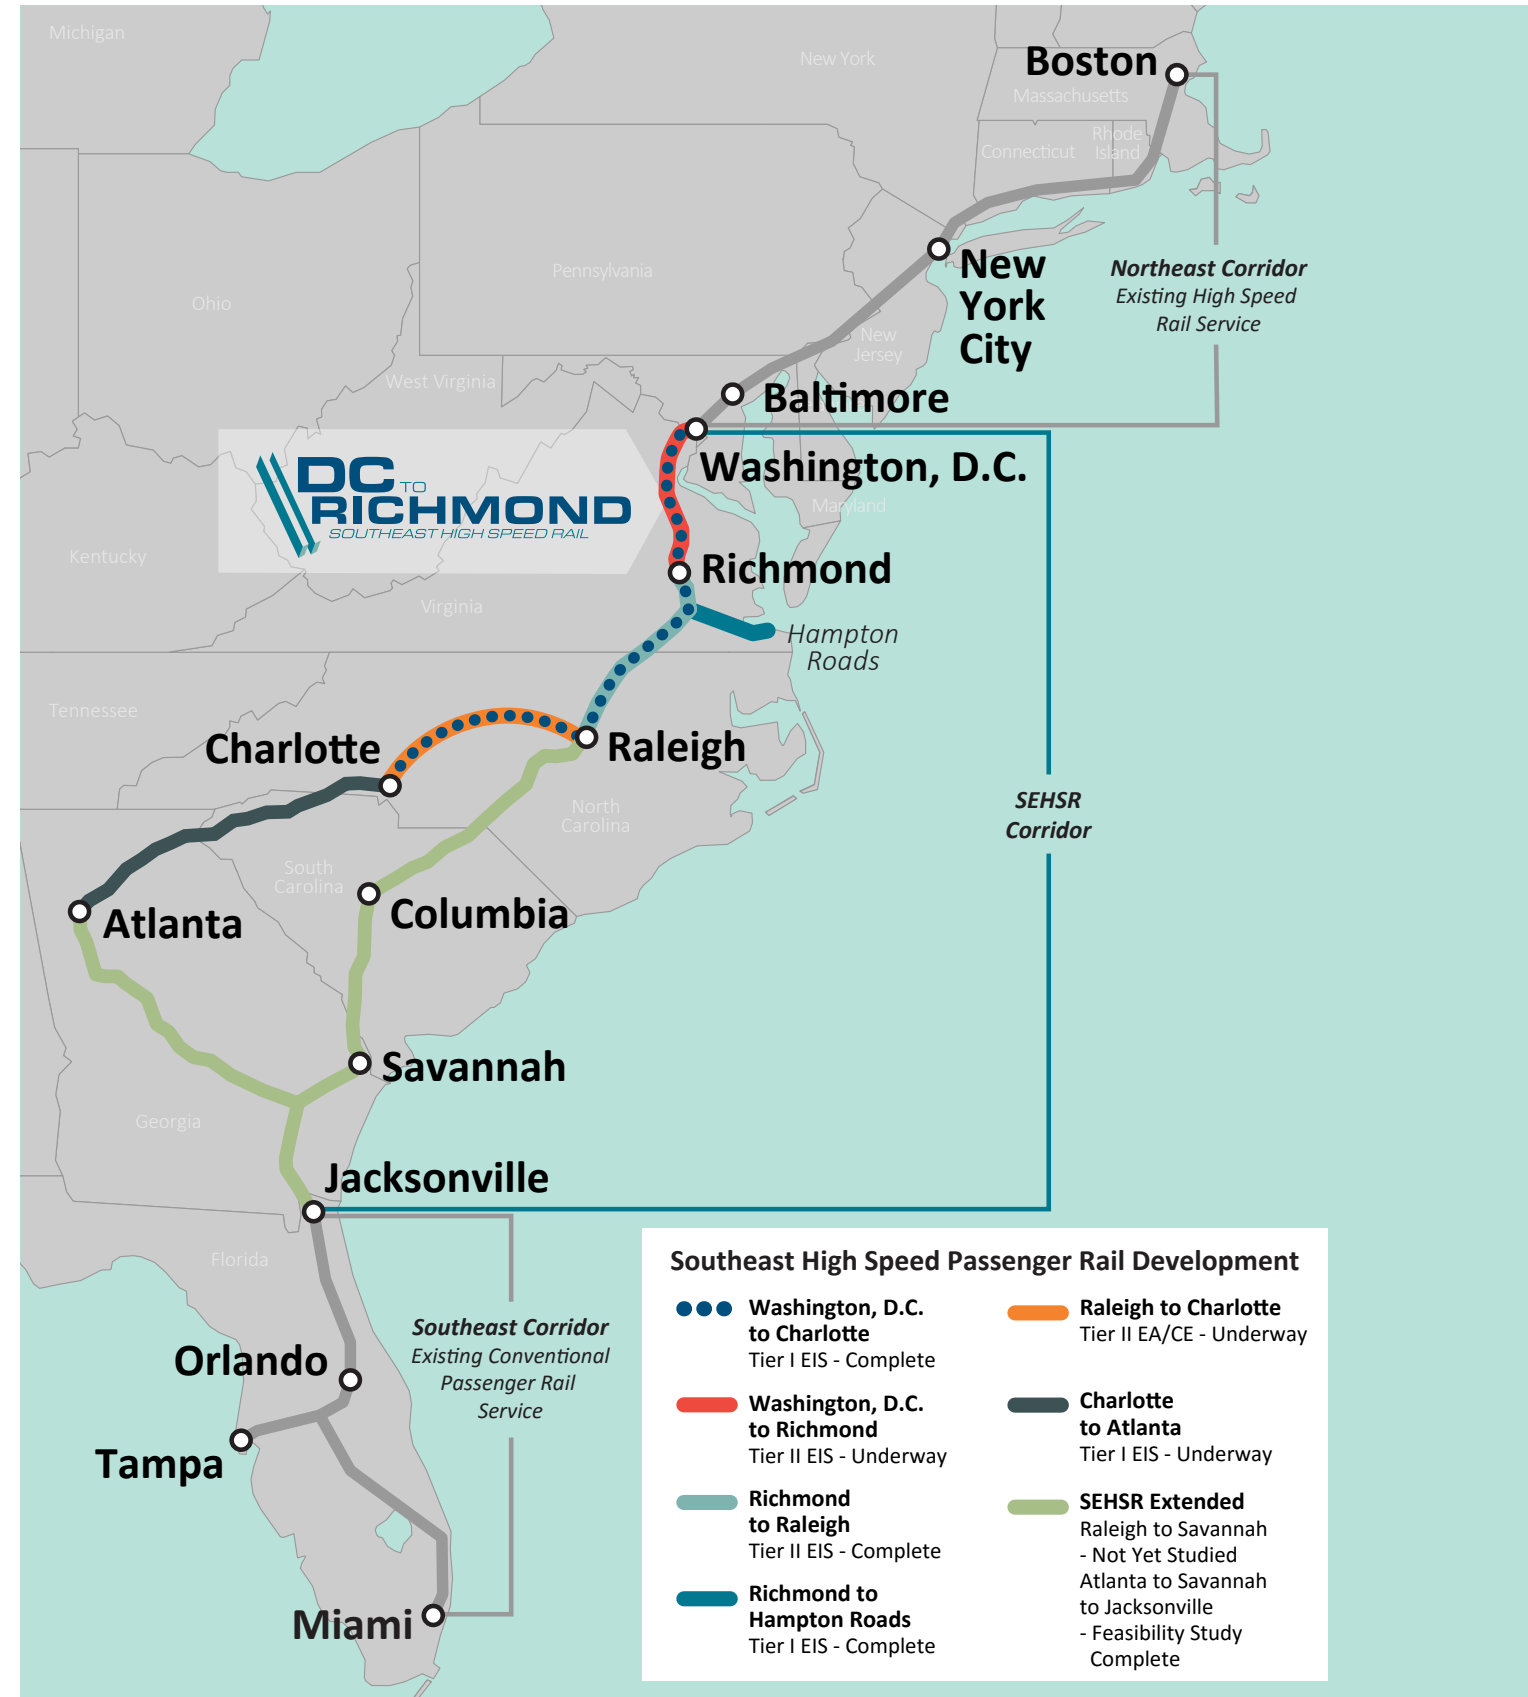 Michigan
New York
Boston
Massachusetts
Connecticut
Rhode
Island
Pennsylvania
Ohio
New
York
City
Northeast Corridor
Existing High Speed
Rail Service
New
Jersey
West Virginia
Baltimore
Washington, D.C.
DC TO
RICHMOND
SOUTHEAST HIGH SPEED RAIL
Maryland
Kentucky
Richmond
Virginia
Hampton
Roads
Tennessee
Charlotte
Raleigh
North
Carolina
SEHSR
Corridor
South
Carolina
Columbia
Atlanta
Savannah
Georgia
Jacksonville
Florida
Southeast Corridor
Existing Conventional
Passenger Rail
Service
Orlando
Tampa
Miami
Southeast High Speed Passenger Rail Development
Washington, D.C.
to Charlotte
Tier I EIS - Complete
Washington, D.C.
to Richmond
Tier II EIS - Underway
Richmond
to Raleigh
Tier II EIS - Complete
Richmond to
Hampton Roads
Tier I EIS - Complete
Raleigh to Charlotte
Tier II EA/CE - Underway
Charlotte
to Atlanta
Tier I EIS - Underway
SEHSR Extended
Raleigh to Savannah
- Not Yet Studied
Atlanta to Savannah
to Jacksonville
- Feasibility Study
Complete